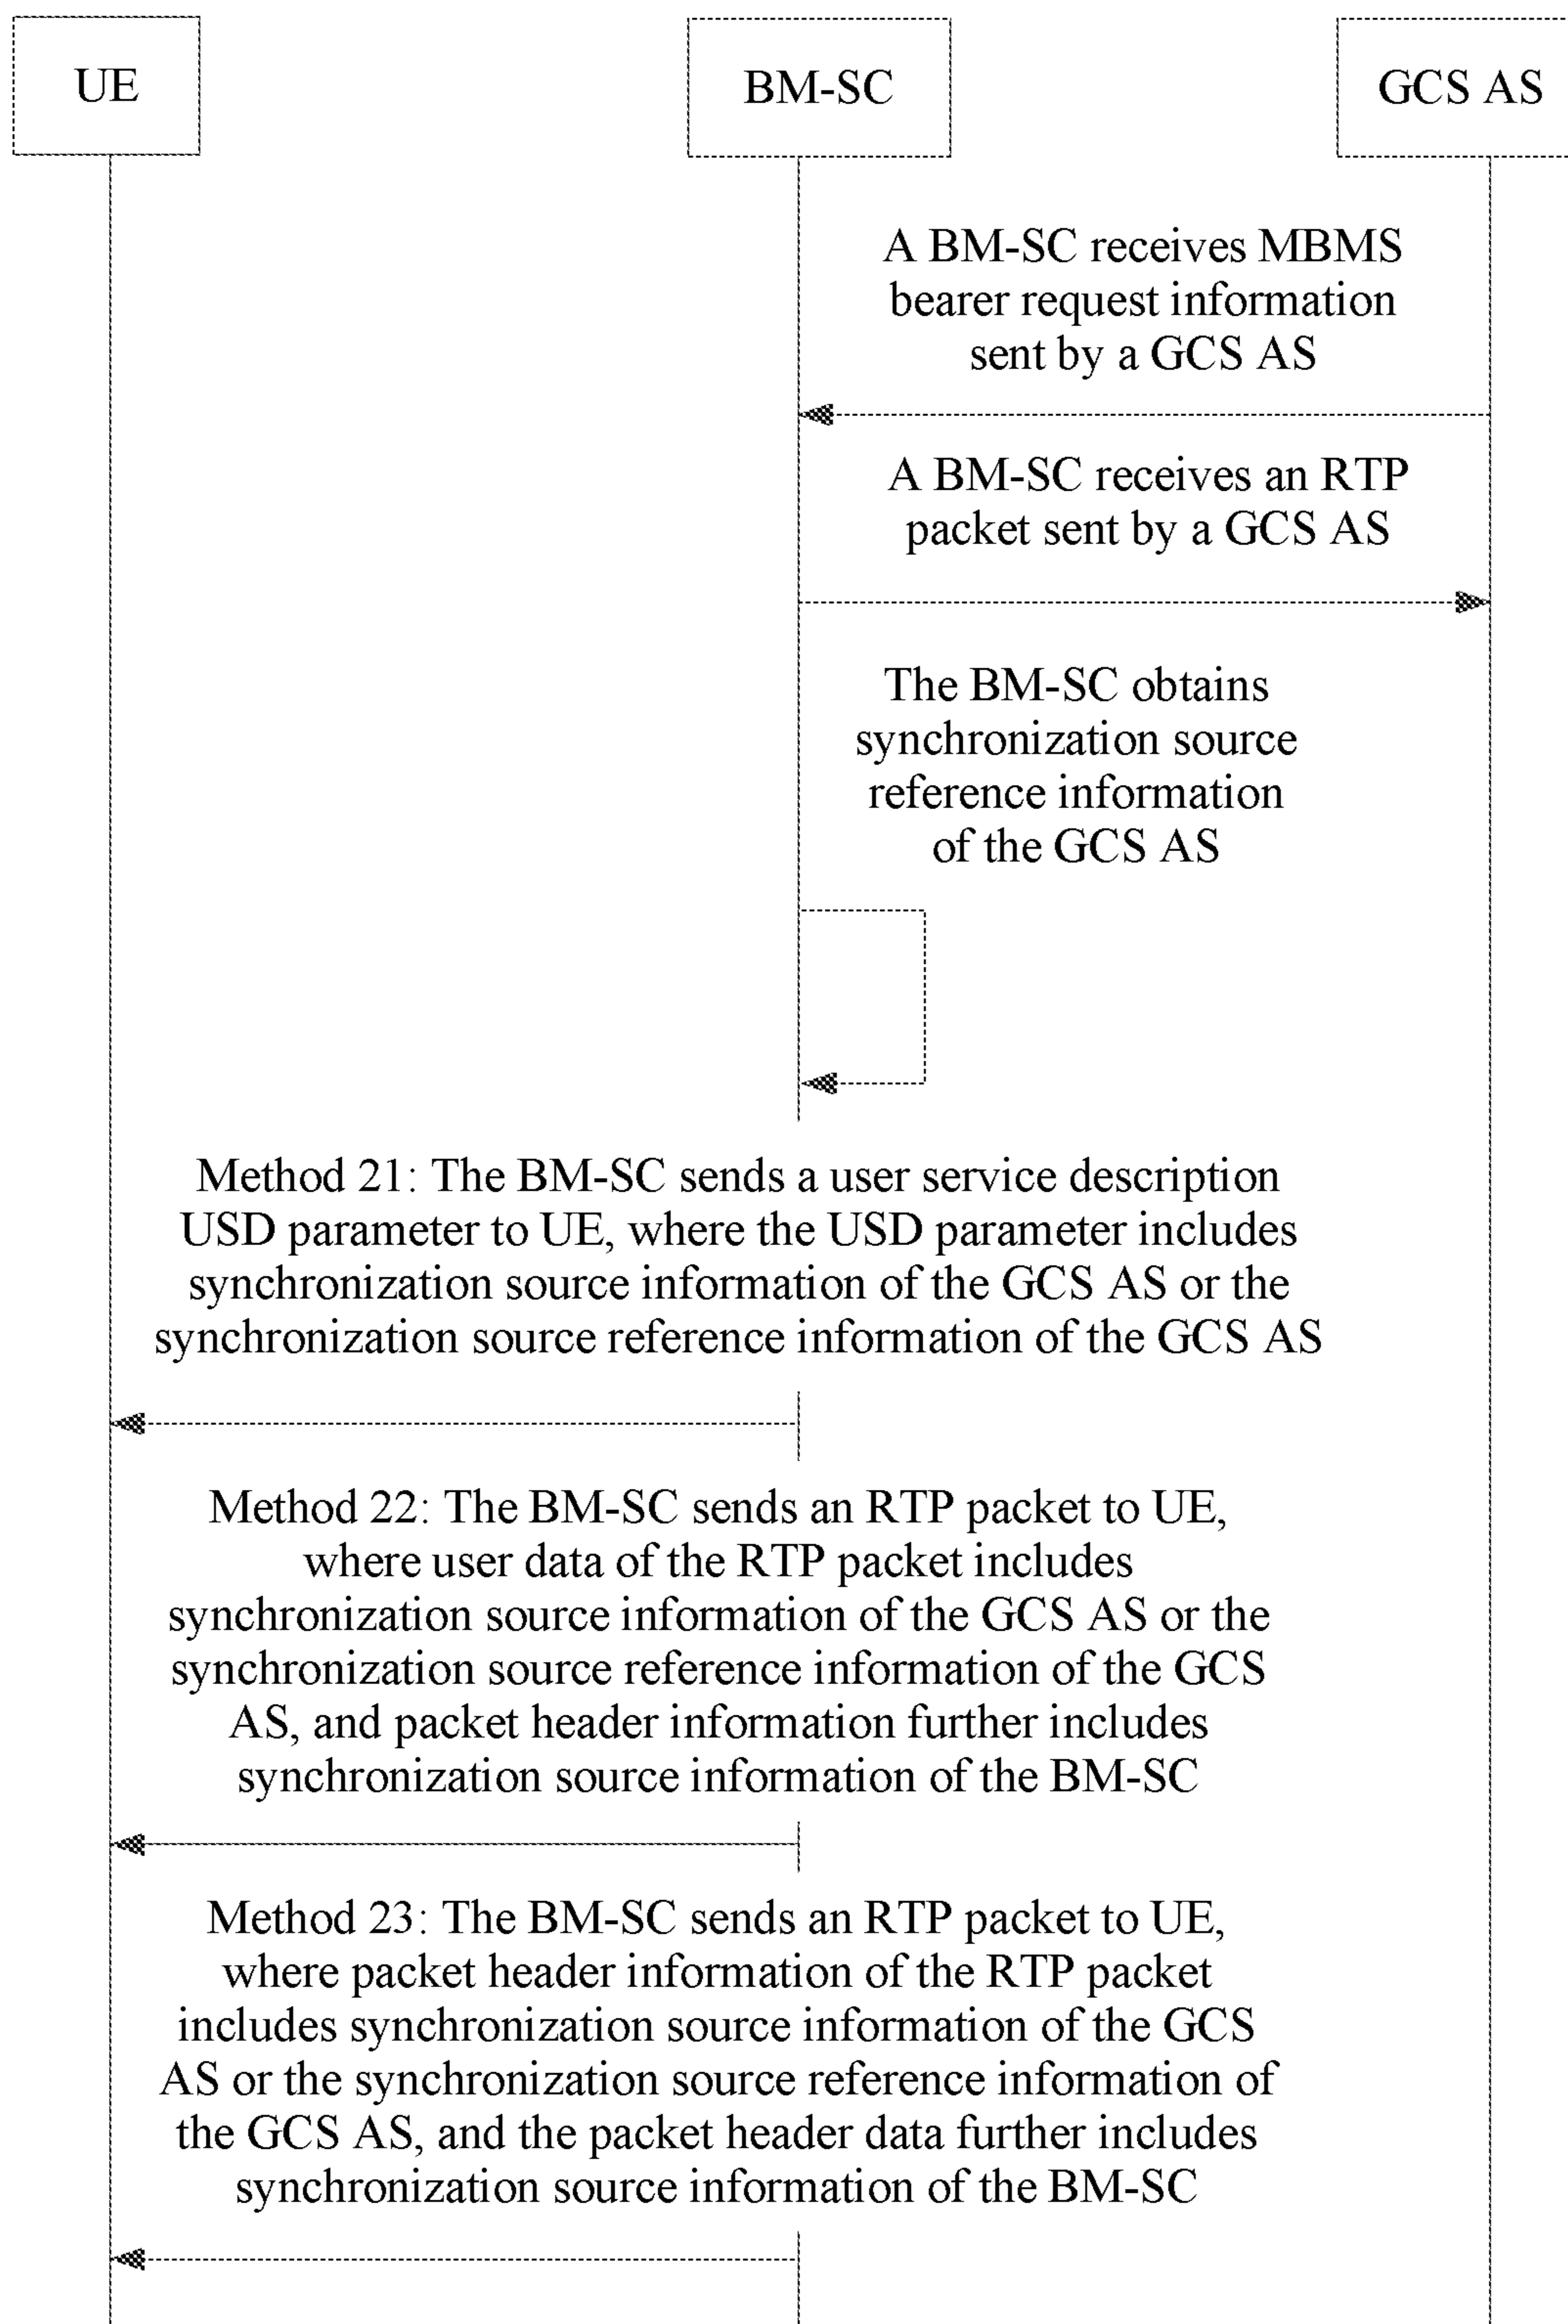 UE
BM-SC
GCS AS
A BM-SC receives MBMS
bearer request information
sent by a GCS AS
A BM-SC receives an RTP
packet sent by a GCS AS
The BM-SC obtains
synchronization source
reference information
of the GCS AS
Method 21: The BM-SC sends a user service description
USD parameter to UE, where the USD parameter includes
synchronization source information of the GCS AS or the
synchronization source reference information of the GCS AS
Method 22: The BM-SC sends an RTP packet to UE,
where user data of the RTP packet includes
synchronization source information of the GCS AS or the
synchronization source reference information of the GCS
AS, and packet header information further includes
synchronization source information of the BM-SC
Method 23: The BM-SC sends an RTP packet to UE,
where packet header information of the RTP packet
includes synchronization source information of the GCS
AS or the synchronization source reference information of
the GCS AS, and the packet header data further includes
synchronization source information of the BM-SC